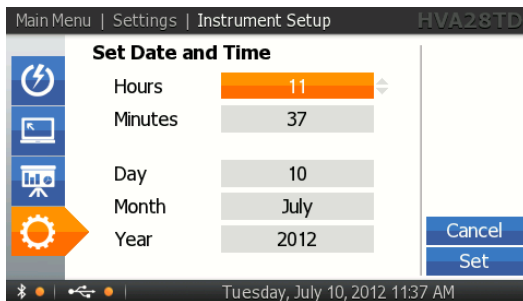 Main Menu | Settings | Instrument Setup HVA28TD
Set Date and Time
Hours 11
Minutes 37
Day 10
Month July
Year 2012
Cancel
Set
Tuesday, July 10, 2012 11:37 AM